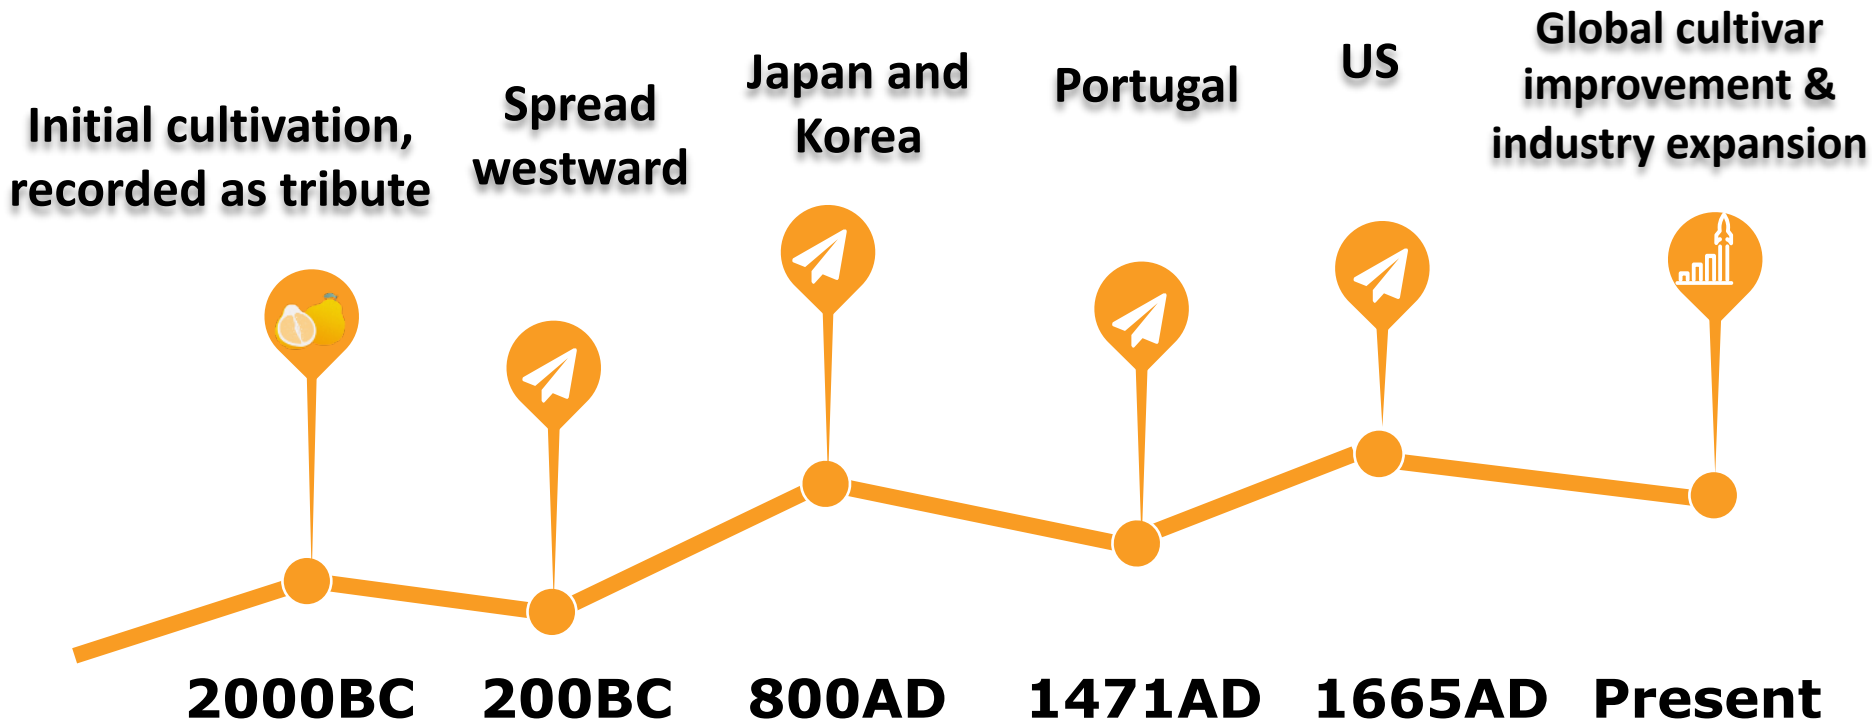 Initial cultivation,
recorded as tribute
Spread
westward
Japan and
Korea
Portugal
US
Global cultivar
improvement &
industry expansion
2000BC
200BC
800AD
1471AD
1665AD
Present